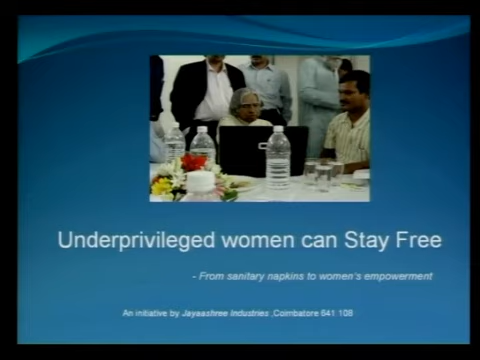 Underprivileged women can Stay Free
- From sanitary napkins to women's empowerment
An initiative by Jayaashree Industries ,Coimbatore 641 108